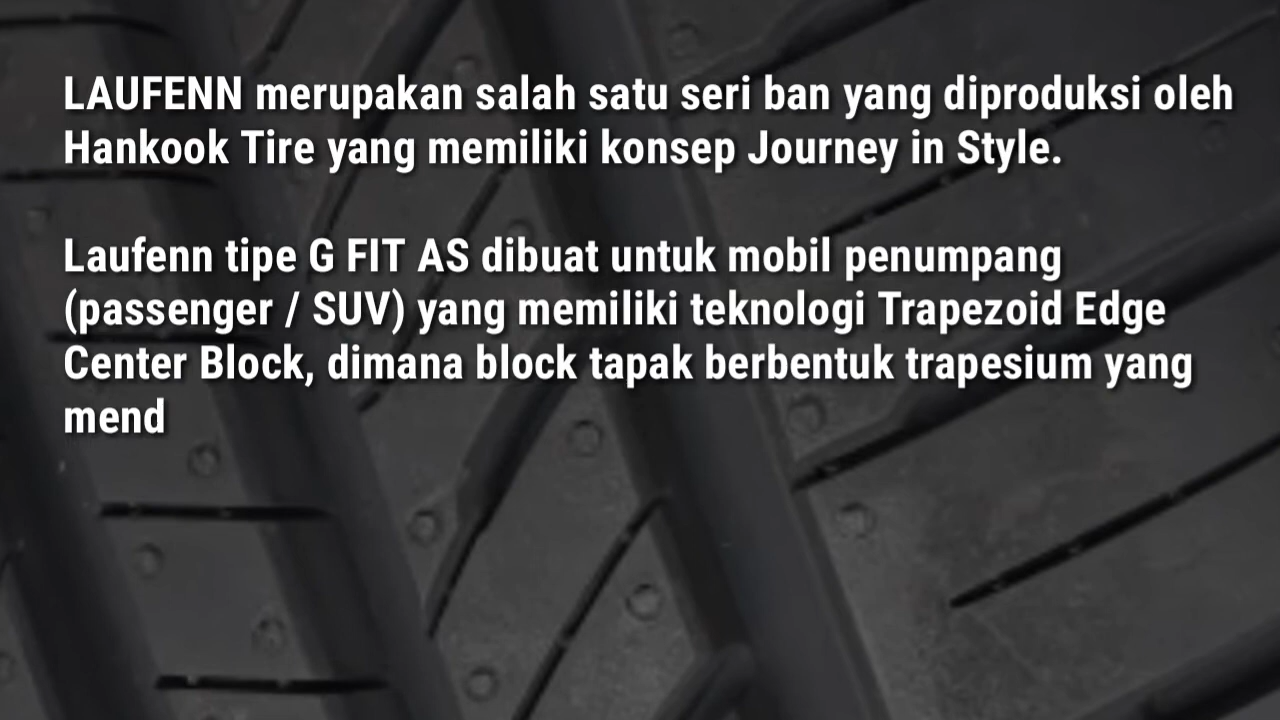 LAUFENN merupakan salah satu seri ban yang diproduksi oleh
Hankook Tire yang memiliki konsep Journey in Style.
Laufenn tipe G FIT AS dibuat untuk mobil penumpang
(passenger / SUV) yang memiliki teknologi Trapezoid Edge
Center Block, dimana block tapak berbentuk trapesium yang
mend